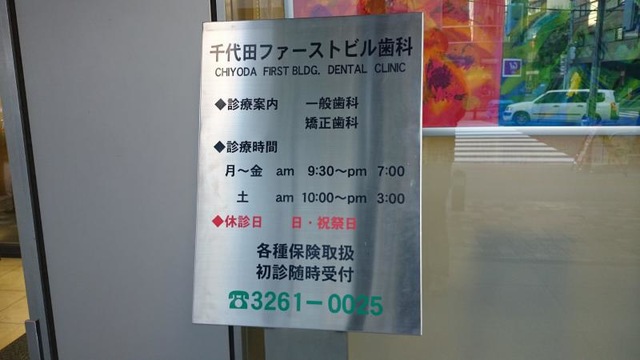 千代田ファーストビル歯科
CHIYODA FIRST BLDG. DENTAL CLINIC
◆診療案内 一般歯科
矯正歯科
◆診療時間
月〜金 am 9:30〜pm 7:00
土 am 10:00〜pm 3:00
◆休診日 日・祝祭日
各種保険取扱
初診随時受付
☎3261-0025